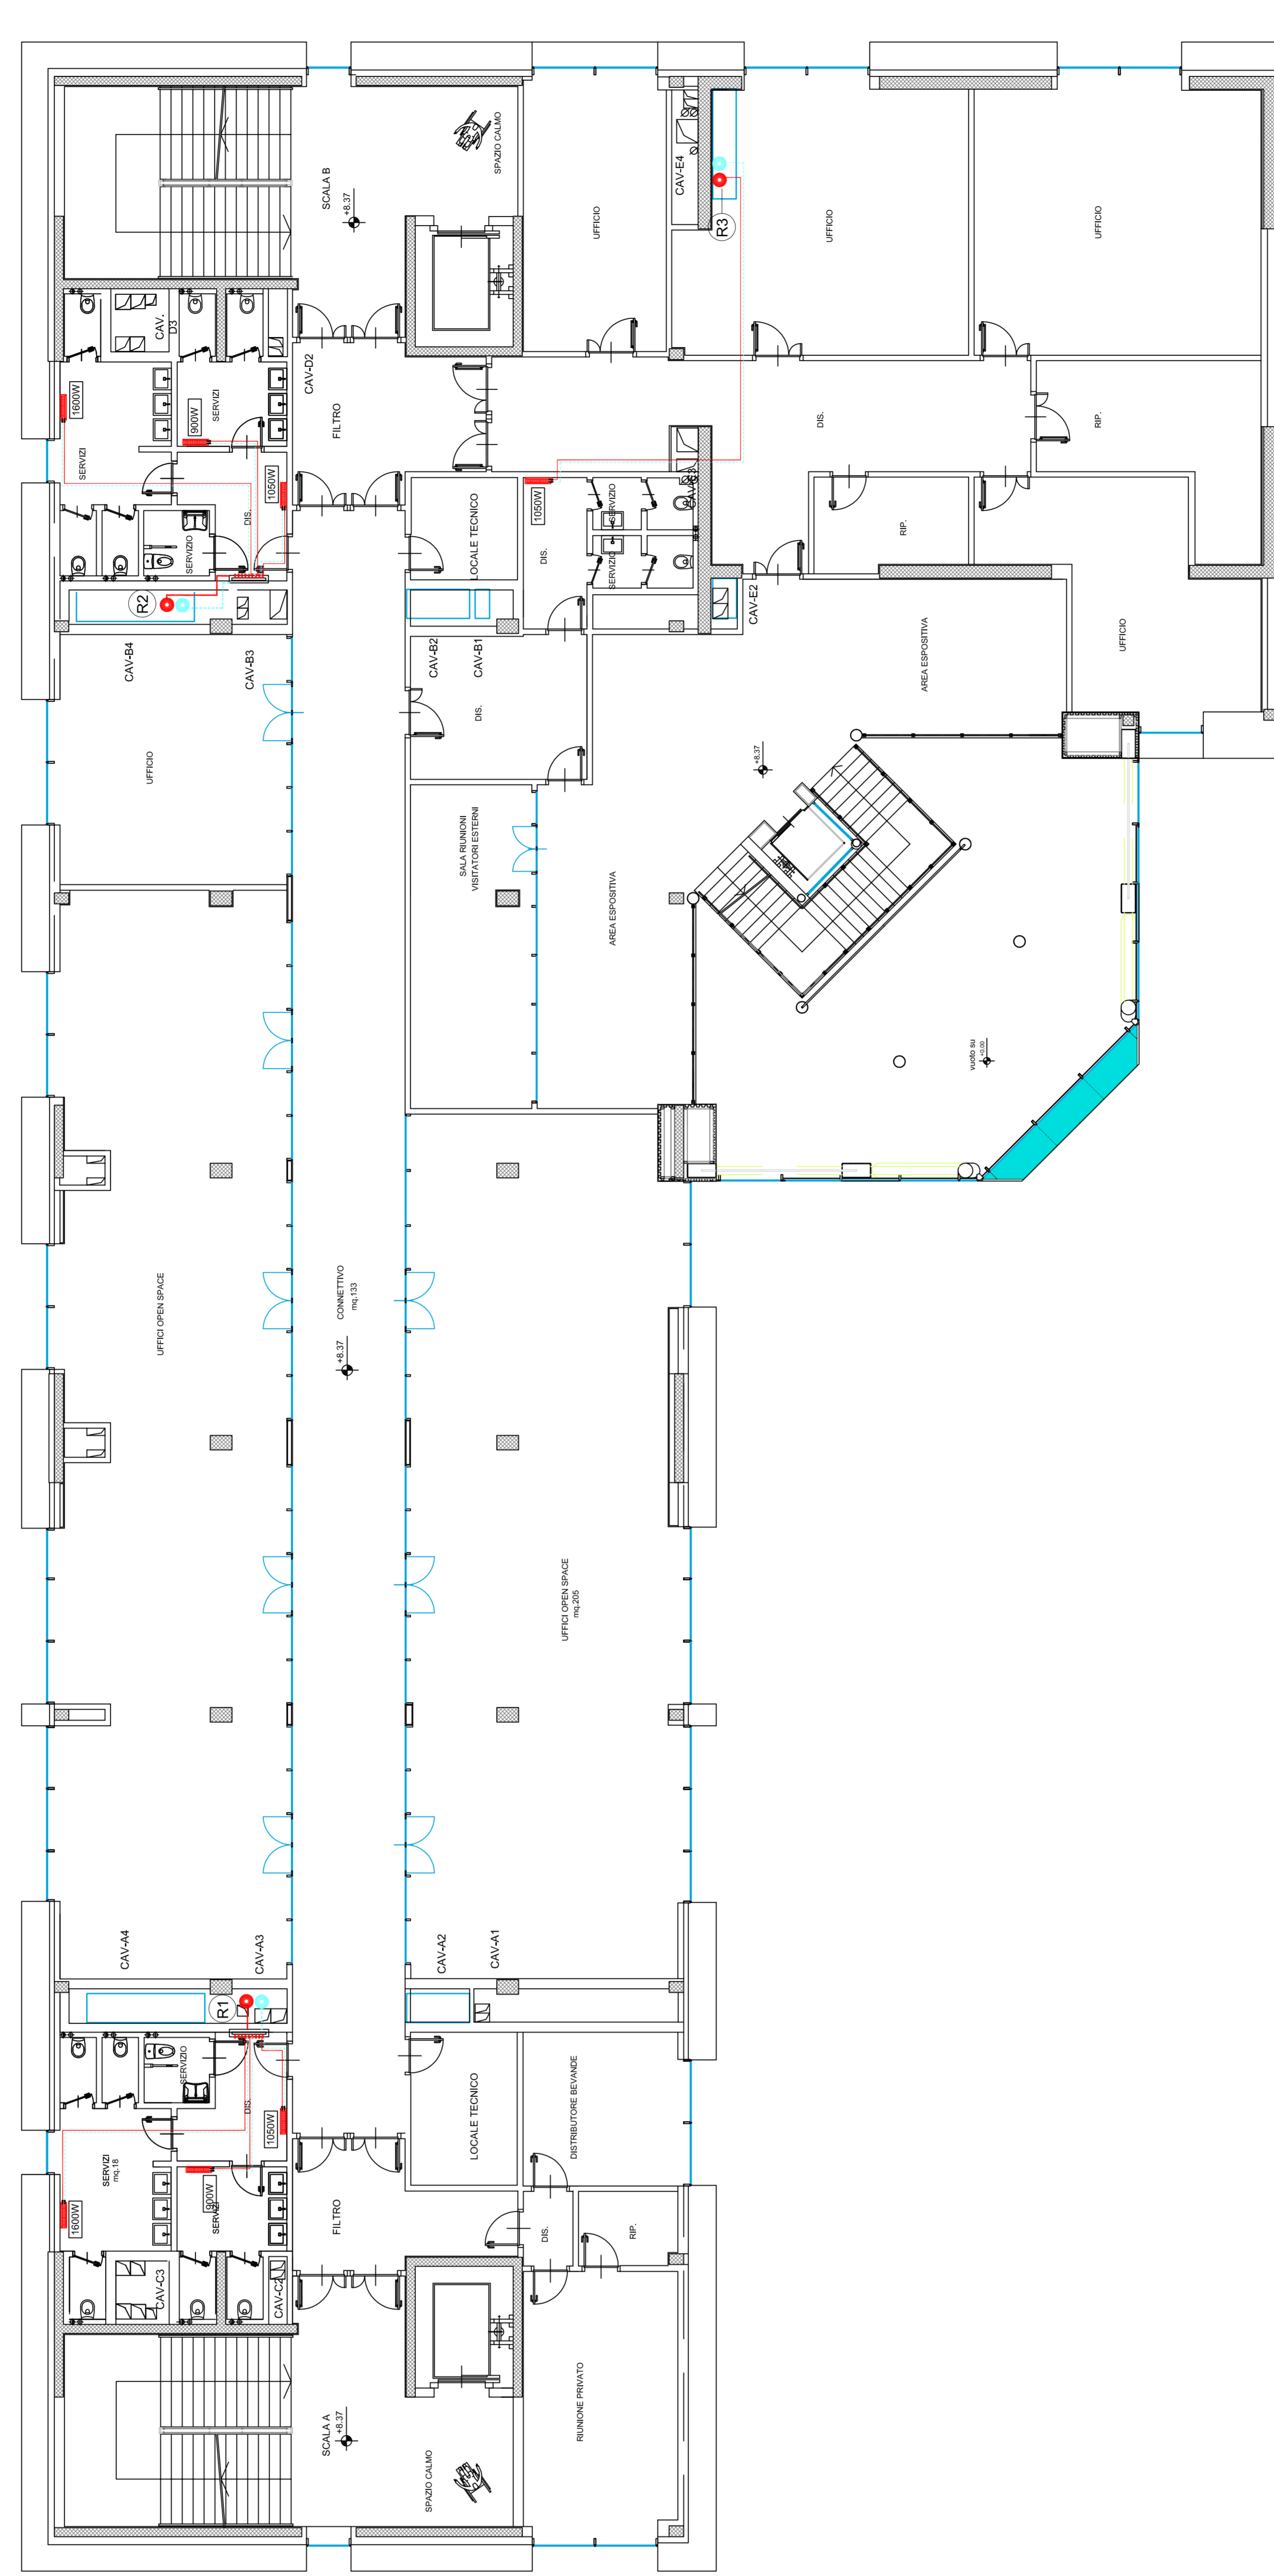 SPAZIO CALMO
SCALA B
+8.37
UFFICIO
CAV-E4
R3
UFFICIO
UFFICIO
CAV.
D3
1600W
SERVIZI
900W
SERVIZI
CAV-D2
FILTRO
DIS.
RIP.
1050W
DIS.
SERVIZIO
LOCALE TECNICO
1050W
DIS.
SERVIZIO
SERVIZIO
RIP.
R2
CAV-E2
CAV-B4
CAV-B3
CAV-B2
CAV-B1
DIS.
AREA ESPOSITIVA
UFFICIO
UFFICIO
+8.37
SALA RIUNIONI
VISITATORI ESTERNI
AREA ESPOSITIVA
vuoto su
+0.00
UFFICI OPEN SPACE
CONNETTIVO
mq.133
+8.37
UFFICI OPEN SPACE
mq.205
CAV-A4
CAV-A3
CAV-A2
CAV-A1
R1
SERVIZIO
DIS.
1050W
LOCALE TECNICO
DISTRIBUTORE BEVANDE
SERVIZI
mq.18
1600W
900W
SERVIZI
FILTRO
DIS.
RIP.
CAV-C3
CAV-C2
SCALA A
+8.37
SPAZIO CALMO
RIUNIONE PRIVATO